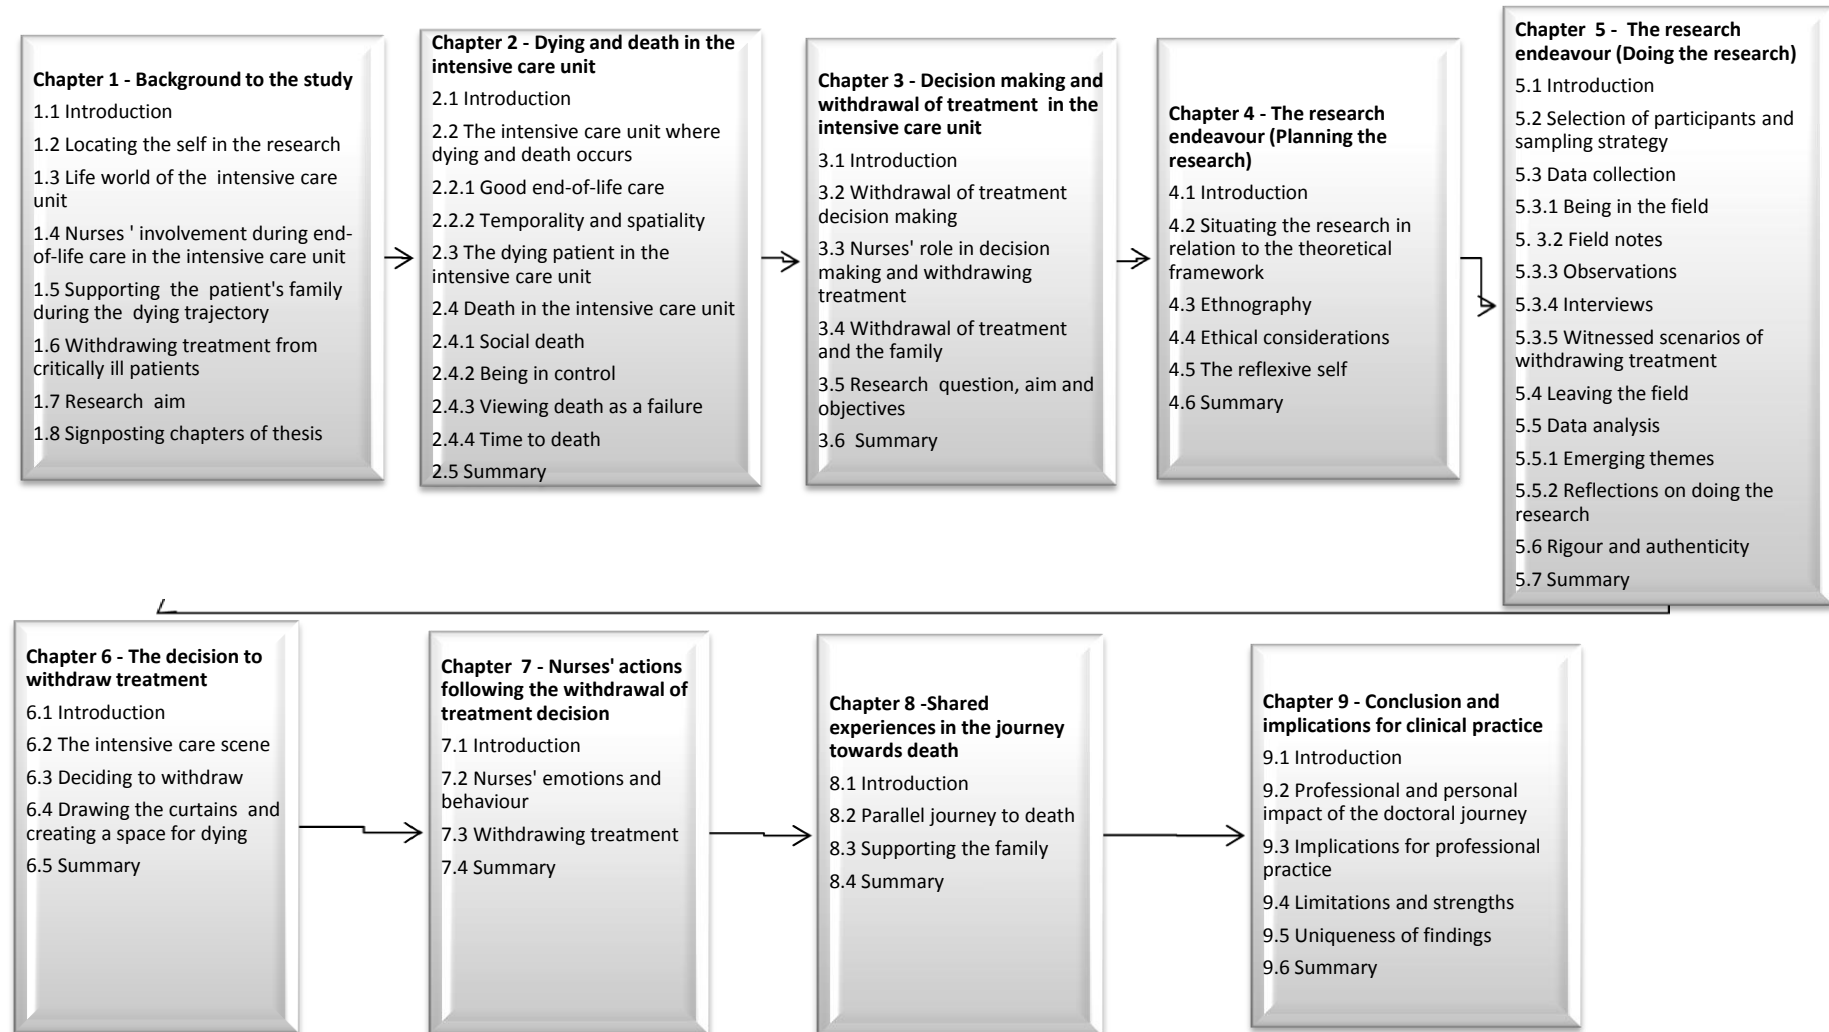 Chapter 1 - Background to the study
1.1 Introduction
1.2 Locating the self in the research
1.3 Life world of the  intensive care
unit
1.4 Nurses ' involvement during end-
of-life care in the intensive care unit
1.5 Supporting  the  patient's family
during the  dying trajectory
1.6 Withdrawing treatment from
critically ill patients
1.7 Research  aim
1.8 Signposting chapters of thesis
Chapter 2 - Dying and death in the
intensive care unit
2.1 Introduction
2.2 The intensive care unit where
dying and death occurs
2.2.1 Good end-of-life care
2.2.2 Temporality and spatiality
2.3 The dying patient in the
intensive care unit
2.4 Death in the intensive care unit
2.4.1 Social death
2.4.2 Being in control
2.4.3 Viewing death as a failure
2.4.4 Time to death
2.5 Summary
Chapter 3 - Decision making and
withdrawal of treatment  in the
intensive care unit
3.1 Introduction
3.2 Withdrawal of treatment
decision making
3.3 Nurses' role in decision
making and withdrawing
treatment
3.4 Withdrawal of treatment
and the family
3.5 Research  question, aim and
objectives
3.6  Summary
Chapter 4 - The research
endeavour (Planning the
research)
4.1 Introduction
4.2 Situating the research in
relation to the theoretical
framework
4.3 Ethnography
4.4 Ethical considerations
4.5 The reflexive self
4.6 Summary
Chapter  5 -  The research
endeavour (Doing the research)
5.1 Introduction
5.2 Selection of participants and
sampling strategy
5.3 Data collection
5.3.1 Being in the field
5. 3.2 Field notes
5.3.3 Observations
5.3.4 Interviews
5.3.5 Witnessed scenarios of
withdrawing treatment
5.4 Leaving the field
5.5 Data analysis
5.5.1 Emerging themes
5.5.2 Reflections on doing the
research
5.6 Rigour and authenticity
5.7 Summary
Chapter 6 - The decision to
withdraw treatment
6.1 Introduction
6.2 The intensive care scene
6.3 Deciding to withdraw
6.4 Drawing the curtains  and
creating a space for dying
6.5 Summary
Chapter  7 - Nurses' actions
following the withdrawal of
treatment decision
7.1 Introduction
7.2 Nurses' emotions and
behaviour
7.3 Withdrawing treatment
7.4 Summary
Chapter 8 -Shared
experiences in the journey
towards death
8.1 Introduction
8.2 Parallel journey to death
8.3 Supporting the family
8.4 Summary
Chapter 9 - Conclusion and
implications for clinical practice
9.1 Introduction
9.2 Professional and personal
impact of the doctoral journey
9.3 Implications for professional
practice
9.4 Limitations and strengths
9.5 Uniqueness of findings
9.6 Summary